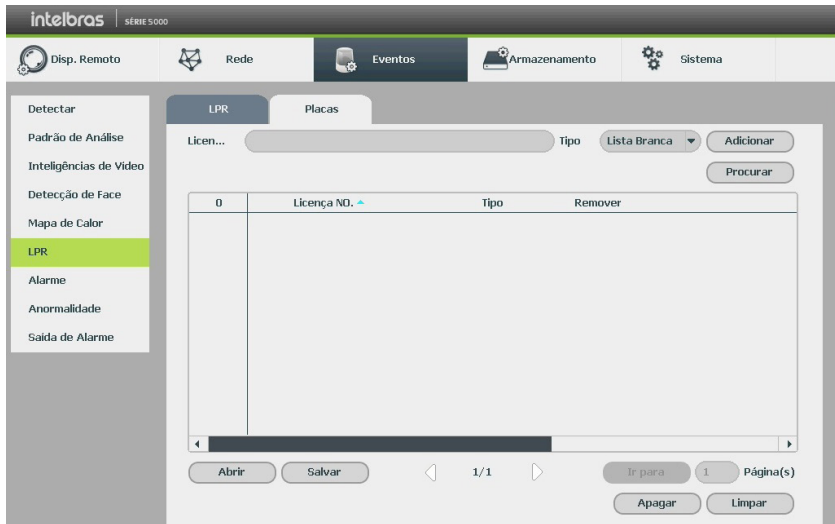 intelbras SÉRIE 5000
Disp. Remoto Rede Eventos Armazenamento Sistema
Detectar
Padrão de Análise
Inteligências de Vídeo
Detecção de Face
Mapa de Calor
LPR
Alarme
Anormalidade
Saída de Alarme
LPR Placas
Licen... Tipo Lista Branca Adicionar
Procurar
0 Licença NO. Tipo Remover
Abrir Salvar 1/1 Ir para 1 Página(s)
Apagar Limpar